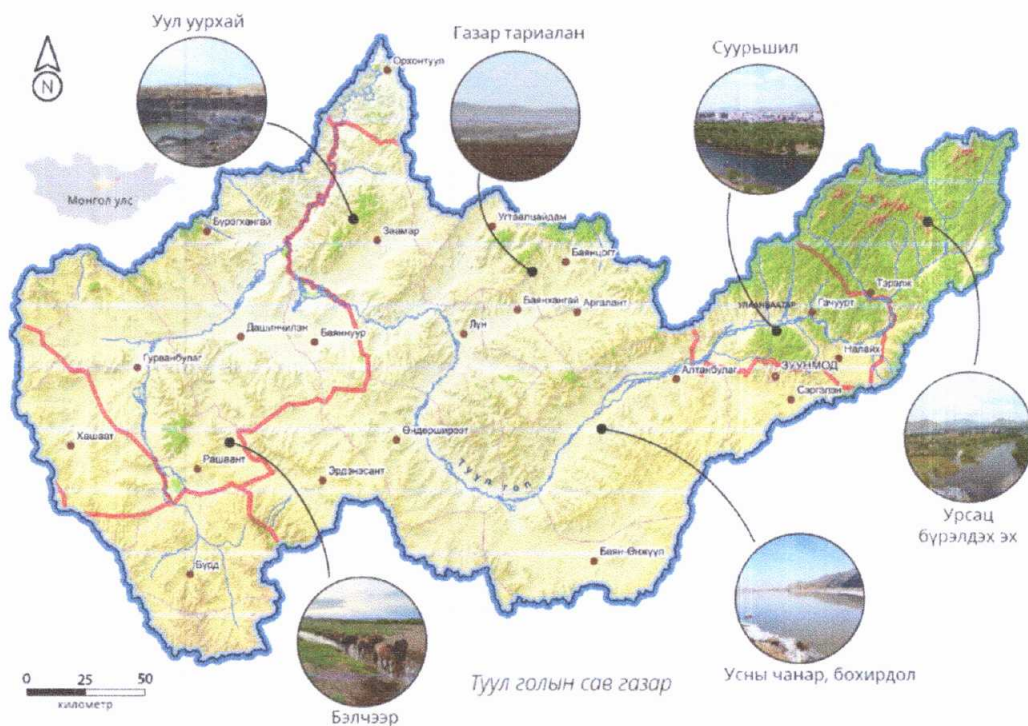 Уул уурхай
Газар тариалан
Суурьшил
N
Орхонтуул
Монгол улс
Бүрэгхангай
Заамар
Угтаалцайдам
Баянцогт
Баянхангай
Аргалант
УЛААНБААТАР
Гачуурт
Тэрэлж
Дашинчилэн
Баяннуур
Лүн
Налайх
Гурванбулаг
Алтанбулаг
ЗУУНМОД
Сэргэлэн
Хашаат
Өндерширээт
Рашаант
Эрдэнэсант
Туул гол
Урсац
бүрэлдэх эх
Баян-Өнжүүл
Бүрд
0 25 50
километр
Туул голын сав газар
Усны чанар, бохирдол
Бэлчээр